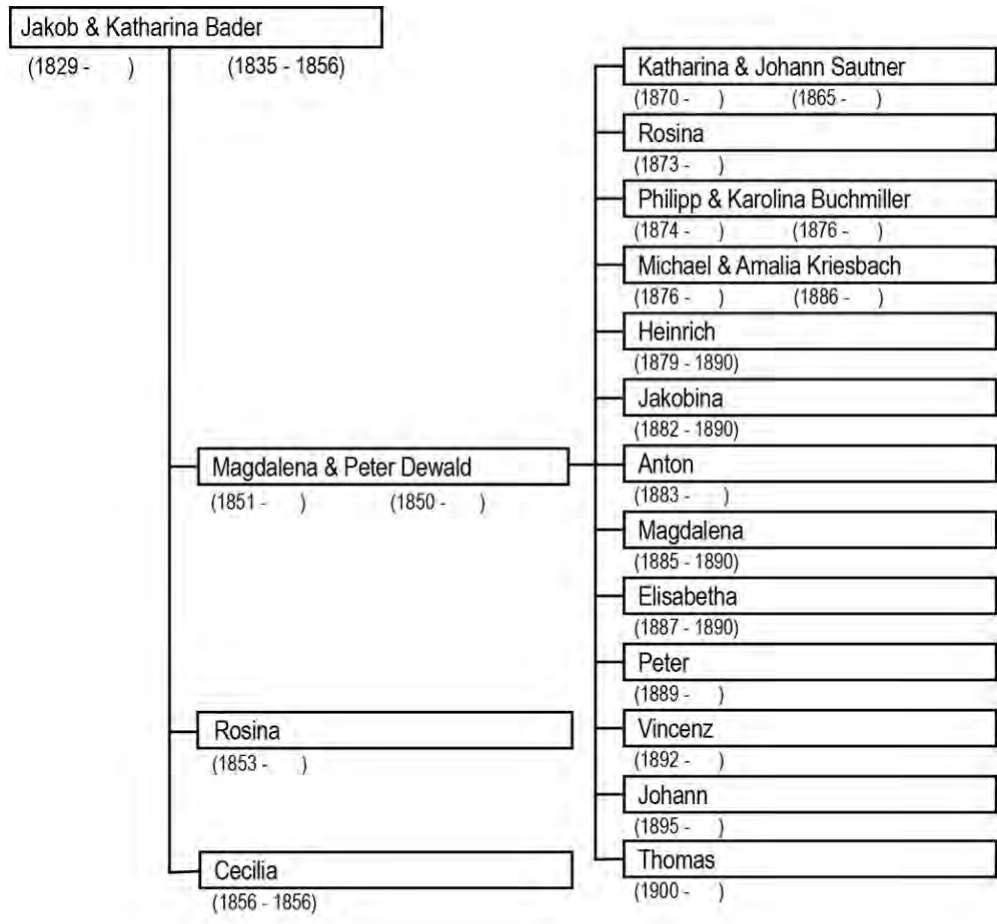 Jakob & Katharina Bader
(1829 - ) (1835 - 1856)
Katharina & Johann Sautner
(1870 - ) (1865 - )
Rosina
(1873 - )
Philipp & Karolina Buchmiller
(1874 - ) (1876 - )
Michael & Amalia Kriesbach
(1876 - ) (1886 - )
Heinrich
(1879 - 1890)
Jakobina
(1882 - 1890)
Magdalena & Peter Dewald
(1851 - ) (1850 - )
Anton
(1883 - )
Magdalena
(1885 - 1890)
Elisabetha
(1887 - 1890)
Peter
(1889 - )
Rosina
(1853 - )
Vincenz
(1892 - )
Johann
(1895 - )
Cecilia
(1856 - 1856)
Thomas
(1900 - )